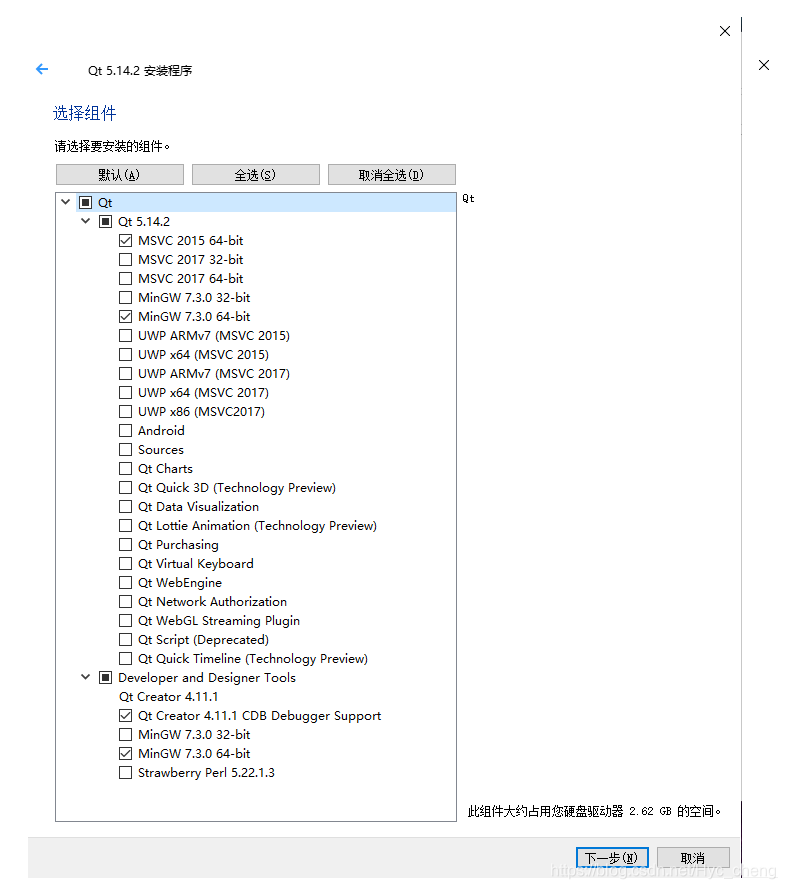 Qt 5.14.2 安装程序
选择组件
请选择要安装的组件。
默认(A)
全选(S)
取消全选(D)
Qt
Qt
Qt 5.14.2
MSVC 2015 64-bit
MSVC 2017 32-bit
MSVC 2017 64-bit
MinGW 7.3.0 32-bit
MinGW 7.3.0 64-bit
UWP ARMv7 (MSVC 2015)
UWP x64 (MSVC 2015)
UWP ARMv7 (MSVC 2017)
UWP x64 (MSVC 2017)
UWP x86 (MSVC2017)
Android
Sources
Qt Charts
Qt Quick 3D (Technology Preview)
Qt Data Visualization
Qt Lottie Animation (Technology Preview)
Qt Purchasing
Qt Virtual Keyboard
Qt WebEngine
Qt Network Authorization
Qt WebGL Streaming Plugin
Qt Script (Deprecated)
Qt Quick Timeline (Technology Preview)
Developer and Designer Tools
Qt Creator 4.11.1
Qt Creator 4.11.1 CDB Debugger Support
MinGW 7.3.0 32-bit
MinGW 7.3.0 64-bit
Strawberry Perl 5.22.1.3
此组件大约占用您硬盘驱动器 2.62 GB 的空间。
下一步(N)
取消
https://blog.csdn.net/Hyc_cheng